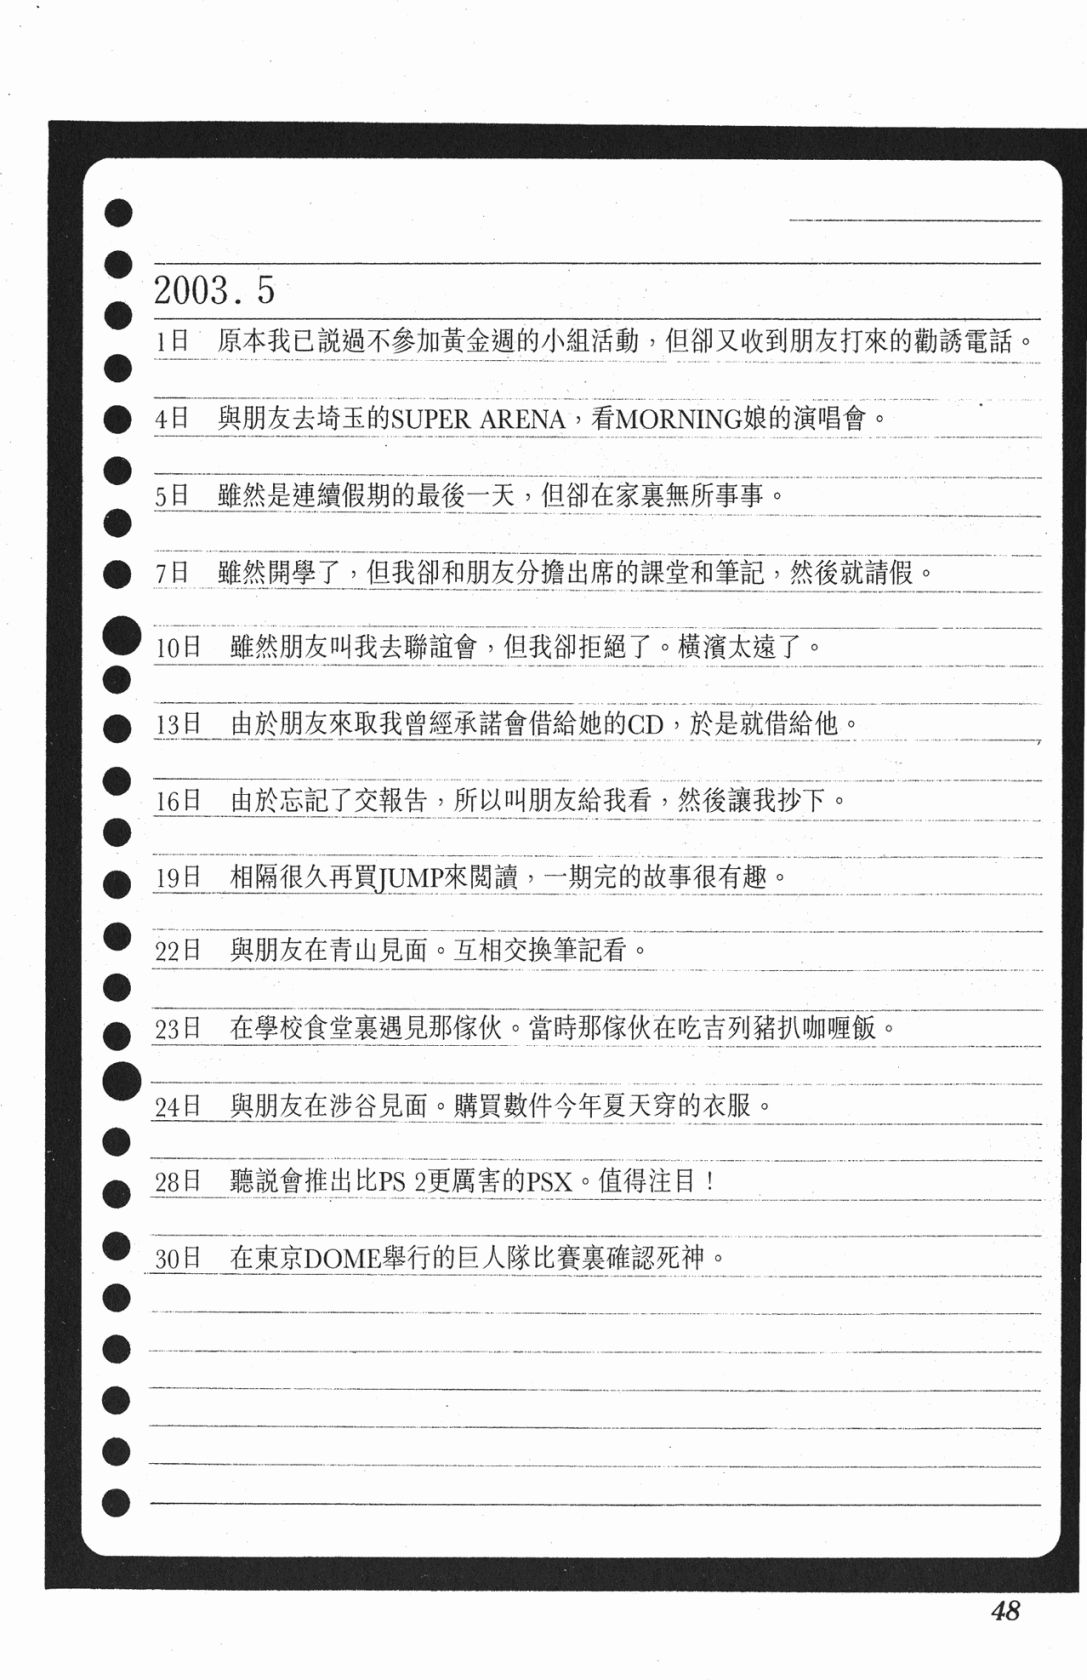 2003. 5
1日 原本我已説過不參加黃金週的小組活動，但卻又收到朋友打來的勸誘電話。
4日 與朋友去埼玉的SUPER ARENA，看MORNING娘的演唱會。
5日 雖然是連續假期的最後一天，但卻在家裏無所事事。
7日 雖然開學了，但我卻和朋友分擔出席的課堂和筆記，然後就請假。
10日 雖然朋友叫我去聯誼會，但我卻拒絕了。橫濱太遠了。
13日 由於朋友來取我曾經承諾會借給她的CD，於是就借給他。
16日 由於忘記了交報告，所以叫朋友給我看，然後讓我抄下。
19日 相隔很久再買JUMP來閲讀，一期完的故事很有趣。
22日 與朋友在青山見面。互相交換筆記看。
23日 在學校食堂裏遇見那傢伙。當時那傢伙在吃吉列豬扒咖喱飯。
24日 與朋友在涉谷見面。購買數件今年夏天穿的衣服。
28日 聽説會推出比PS 2更厲害的PSX。值得注目！
30日 在東京DOME舉行的巨人隊比賽裏確認死神。
48